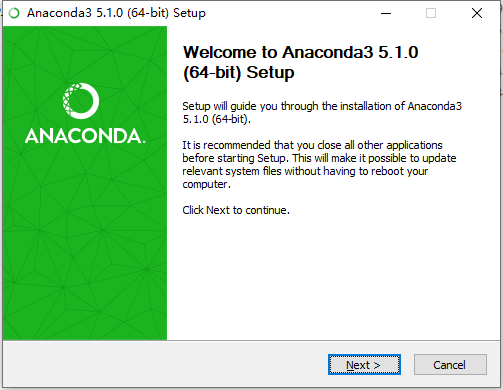 Anaconda3 5.1.0 (64-bit) Setup
Welcome to Anaconda3 5.1.0
(64-bit) Setup
ANACONDA.
Setup will guide you through the installation of Anaconda3
5.1.0 (64-bit).
It is recommended that you close all other applications
before starting Setup. This will make it possible to update
relevant system files without having to reboot your
computer.
Click Next to continue.
Next >
Cancel